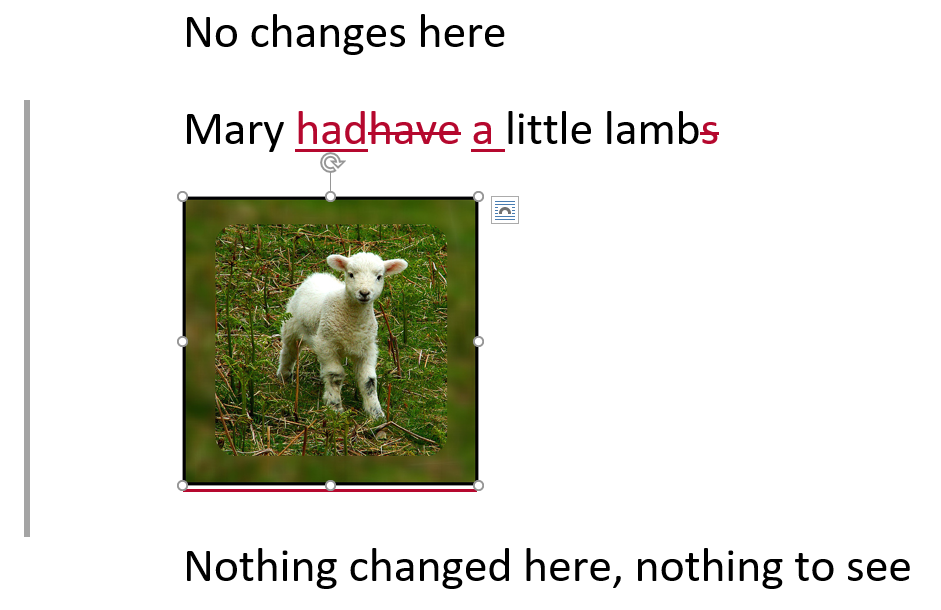 No changes here
Mary hadhave a little lambs
Nothing changed here, nothing to see